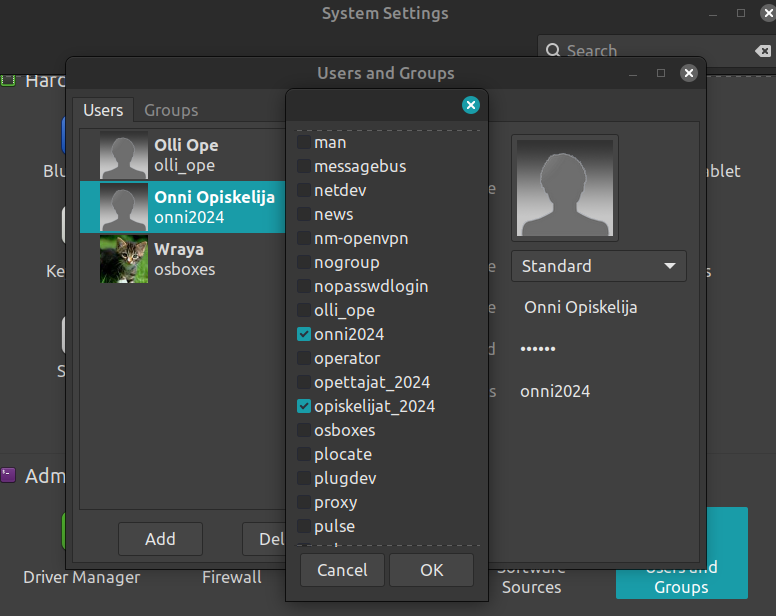 System Settings
Search
Hard
Users and Groups
Users
Groups
Olli Ope
olli_ope
Onni Opiskelija
onni2024
Wraya
osboxes
man
messagebus
netdev
news
nm-openvpn
nogroup
nopasswdlogin
olli_ope
onni2024
operator
opettajat_2024
opiskelijat_2024
osboxes
plocate
plugdev
proxy
pulse
Standard
Onni Opiskelija
••••••
onni2024
Blu
Ke
S
ablet
s
e
e
e
d
s
Adm
Add
Del
Cancel
OK
Driver Manager
Firewall
Software
Sources
Users and
Groups